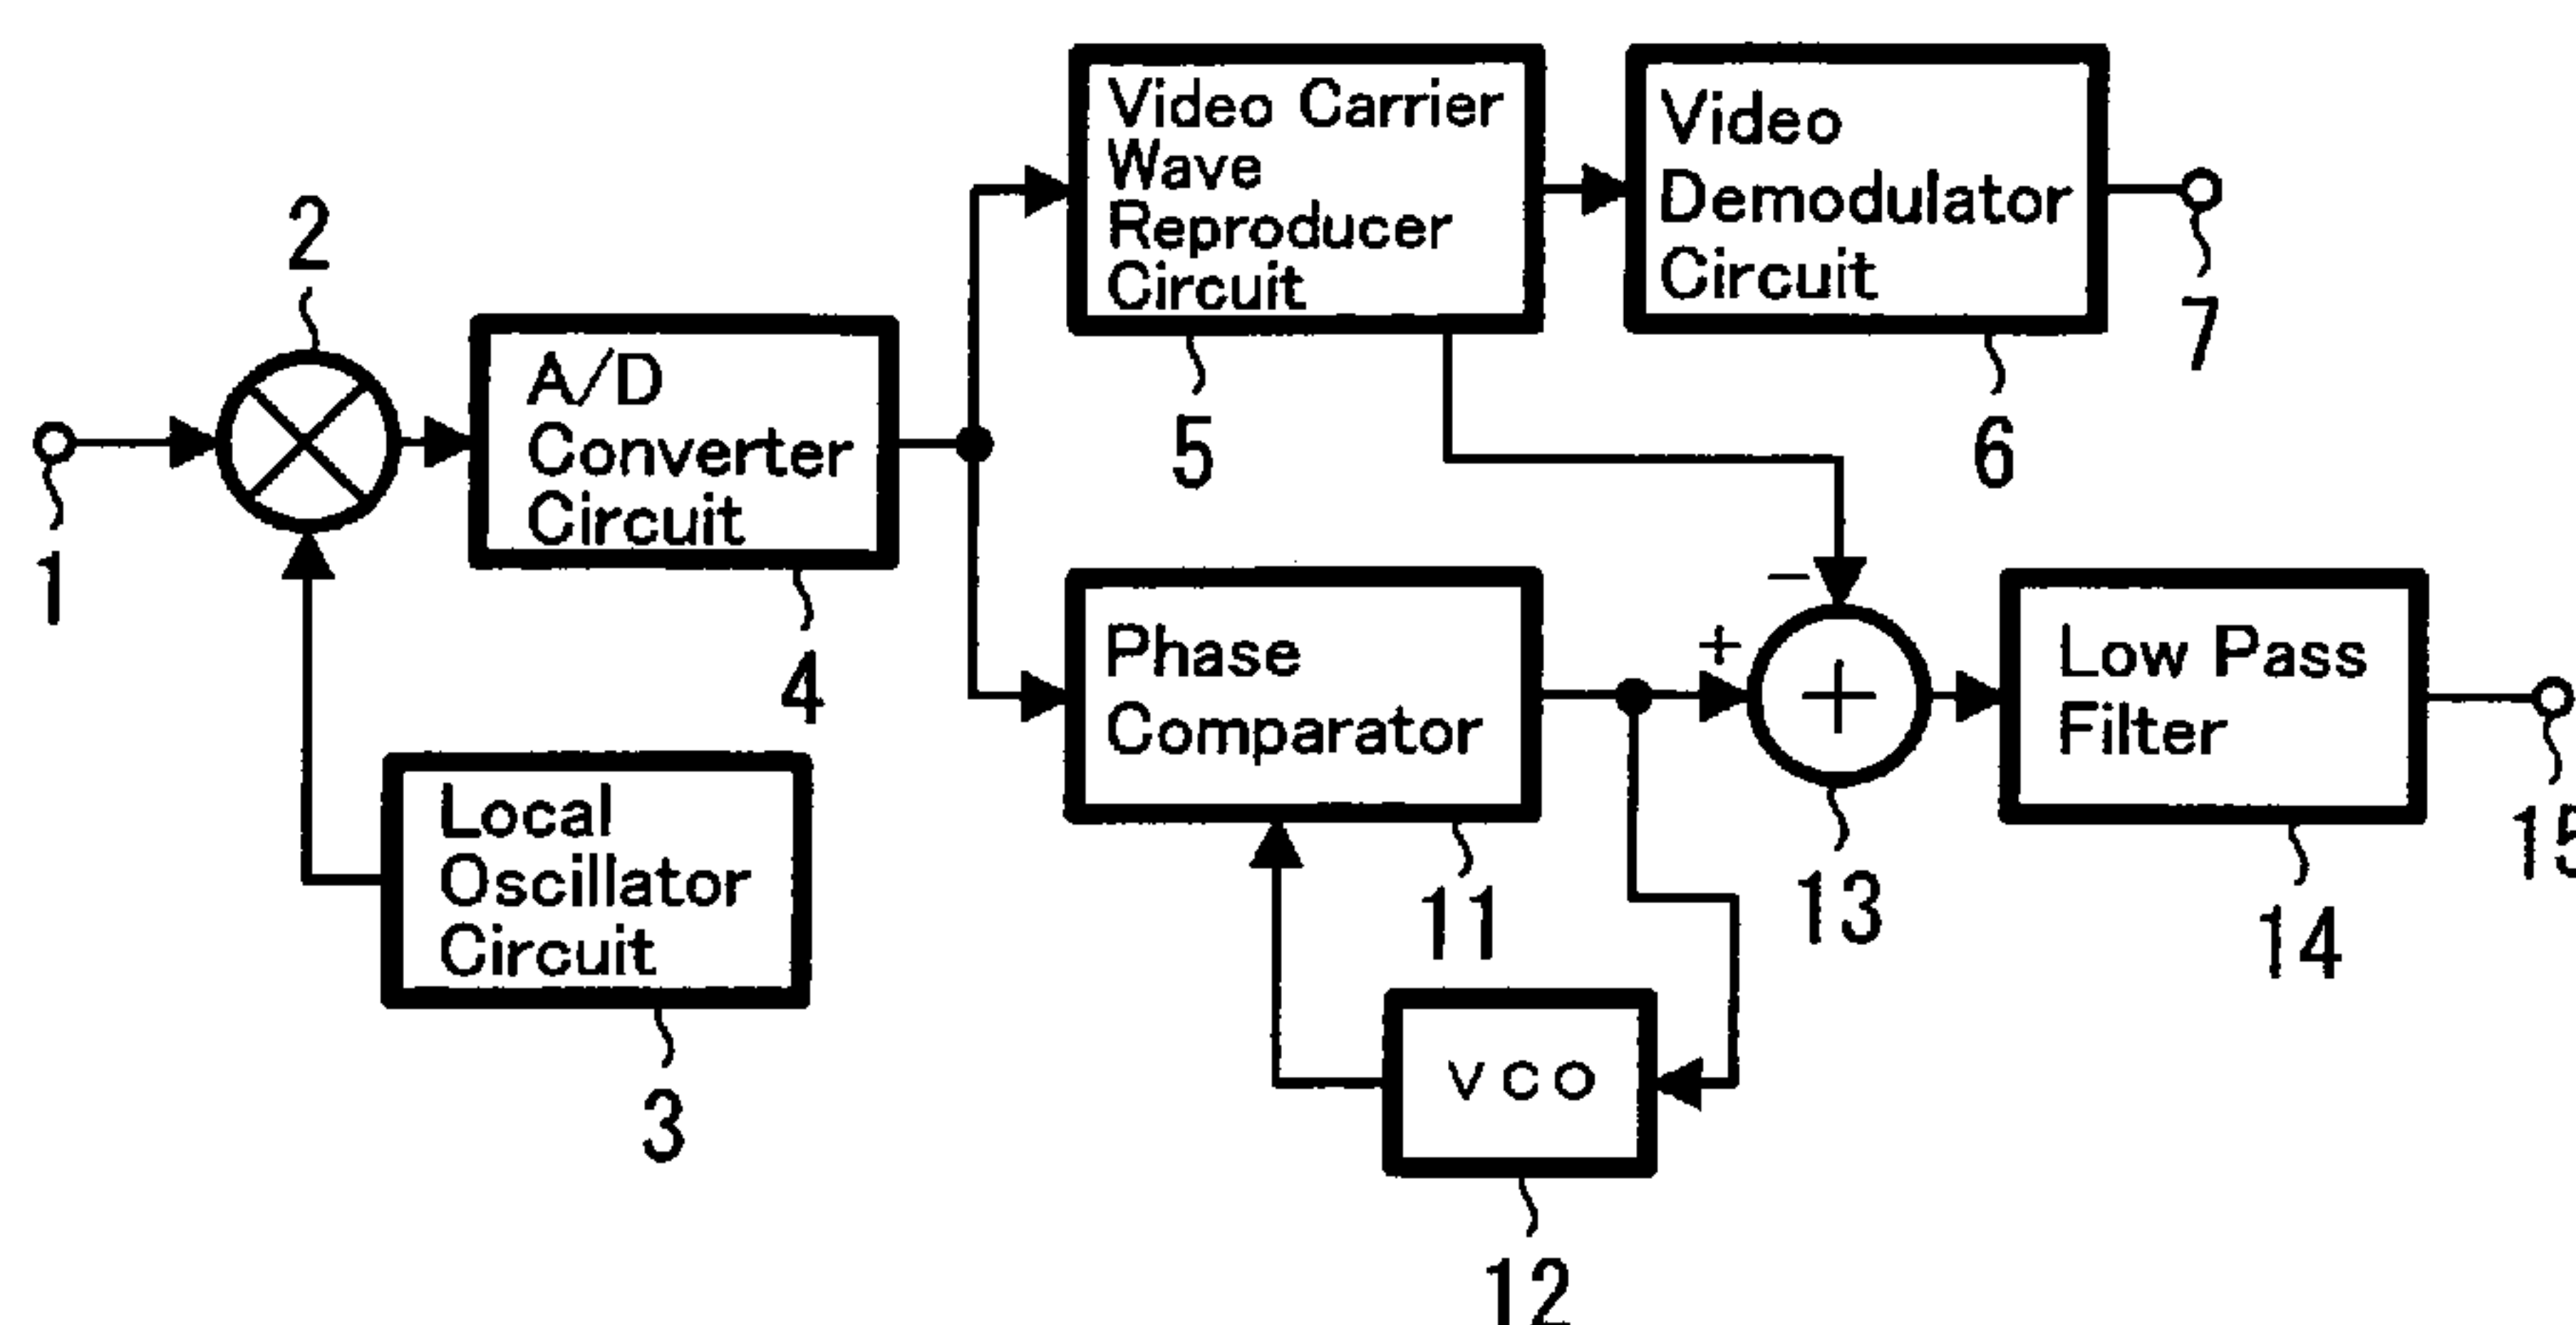 Video Carrier
Wave
Reproducer
Circuit
5
Video
Demodulator
Circuit
6
7
1
2
A/D
Converter
Circuit
4
Local
Oscillator
Circuit
3
Phase
Comparator
11
−
+
+
13
Low Pass
Filter
14
15
VCO
12